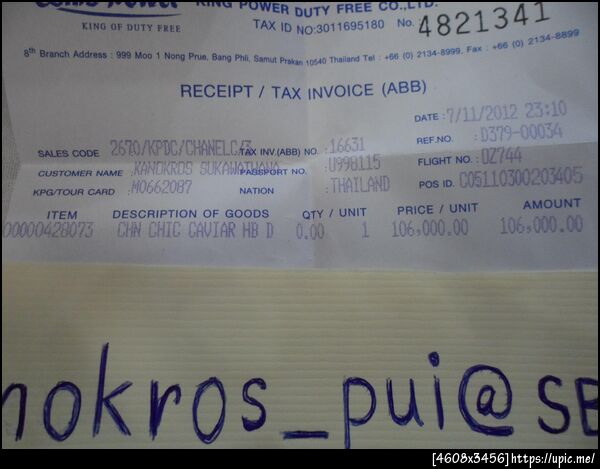 KING POWER DUTY FREE CO.,LTD.
KING OF DUTY FREE
TAX ID NO:3011695180 No. 4821341
8th Branch Address : 999 Moo 1 Nong Prue, Bang Phli, Samut Prakan 10540 Thailand Tel : +66 (0) 2134-8999, Fax : +66 (0) 2134-8899
RECEIPT / TAX INVOICE (ABB)
DATE : 7/11/2012 23:10
SALES CODE 2670/KPDC/CHANELC/3 TAX INV.(ABB) NO. : 16631 REF.NO. : D379-00034
CUSTOMER NAME : KANOKROS PASSPORT NO. : U998115 FLIGHT NO. : OZ744
KPG/TOUR CARD : M0662087 NATION : THAILAND POS ID. C05110300203405
ITEM DESCRIPTION OF GOODS QTY / UNIT PRICE / UNIT AMOUNT
00000428073 CHN CHIC CAVIAR HB D 0.00 1 106,000.00 106,000.00
nokros_pui@SB
[4608x3456]https://upic.me/